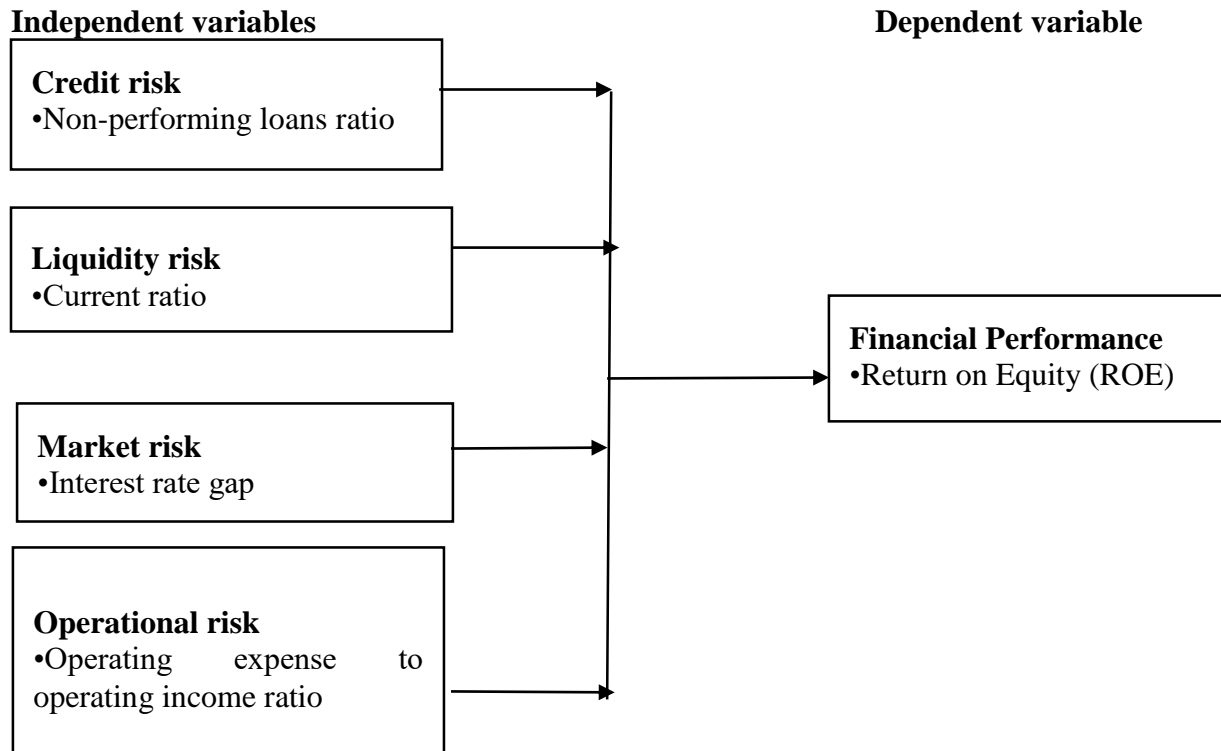 Independent variables
Dependent variable
Credit risk
•Non-performing loans ratio
Liquidity risk
•Current ratio
Market risk
•Interest rate gap
Operational risk
•Operating expense to
operating income ratio
Financial Performance
•Return on Equity (ROE)